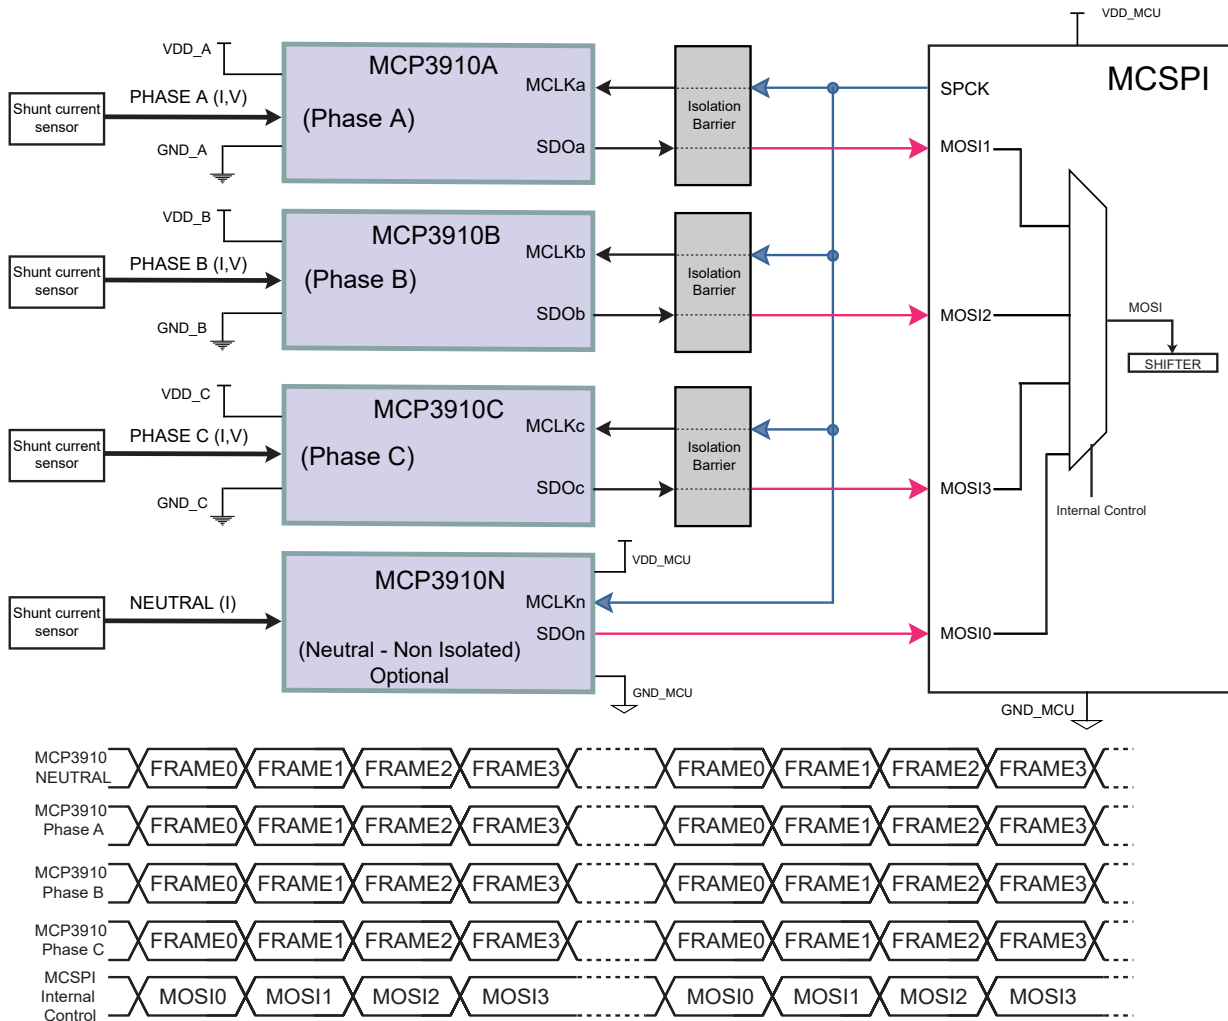 VDD_MCU
VDD_A
MCP3910A
MCSPI
MCLKa
SPCK
Shunt current
sensor
PHASE A (I,V)
(Phase A)
Isolation
Barrier
GND_A
SDOa
MOSI1
VDD_B
MCP3910B
MCLKb
Shunt current
sensor
PHASE B (I,V)
(Phase B)
Isolation
Barrier
GND_B
SDOb
MOSI2
MOSI
SHIFTER
VDD_C
MCP3910C
MCLKc
Shunt current
sensor
PHASE C (I,V)
(Phase C)
Isolation
Barrier
GND_C
SDOc
MOSI3
Internal Control
VDD_MCU
MCP3910N
MCLKn
Shunt current
sensor
NEUTRAL (I)
SDOn
MOSI0
(Neutral - Non Isolated)
Optional
GND_MCU
GND_MCU
MCP3910
NEUTRAL
FRAME0 FRAME1 FRAME2 FRAME3 FRAME0 FRAME1 FRAME2 FRAME3
MCP3910
Phase A
FRAME0 FRAME1 FRAME2 FRAME3 FRAME0 FRAME1 FRAME2 FRAME3
MCP3910
Phase B
FRAME0 FRAME1 FRAME2 FRAME3 FRAME0 FRAME1 FRAME2 FRAME3
MCP3910
Phase C
FRAME0 FRAME1 FRAME2 FRAME3 FRAME0 FRAME1 FRAME2 FRAME3
MCSPI
Internal
Control
MOSI0 MOSI1 MOSI2 MOSI3 MOSI0 MOSI1 MOSI2 MOSI3